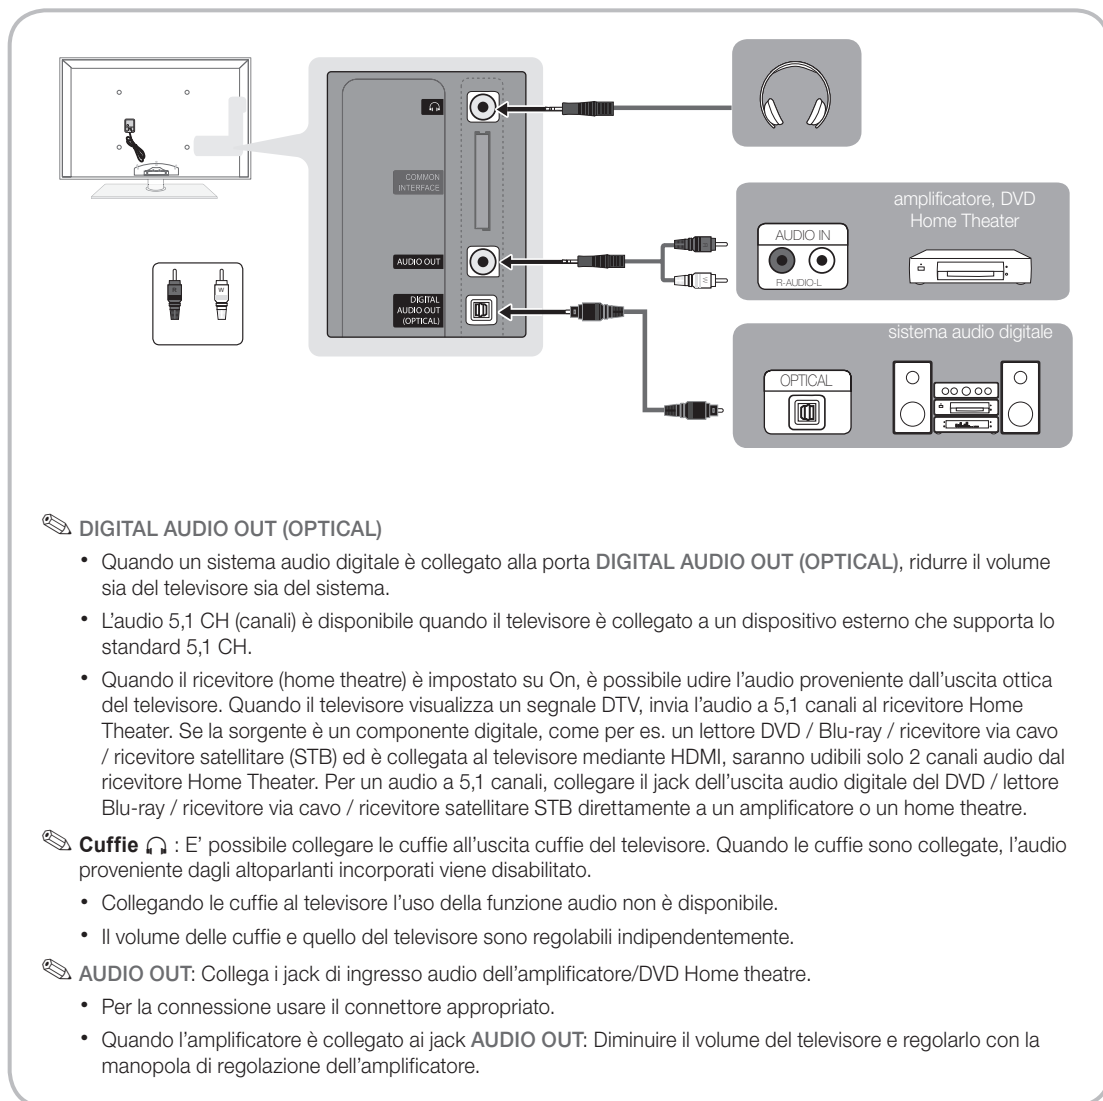 COMMON
INTERFACE
AUDIO OUT
DIGITAL
AUDIO OUT
(OPTICAL)
R
W
R
W
amplificatore, DVD
Home Theater
AUDIO IN
R-AUDIO-L
sistema audio digitale
OPTICAL
DIGITAL AUDIO OUT (OPTICAL)
• Quando un sistema audio digitale è collegato alla porta DIGITAL AUDIO OUT (OPTICAL), ridurre il volume
sia del televisore sia del sistema.
• L’audio 5,1 CH (canali) è disponibile quando il televisore è collegato a un dispositivo esterno che supporta lo
standard 5,1 CH.
• Quando il ricevitore (home theatre) è impostato su On, è possibile udire l’audio proveniente dall’uscita ottica
del televisore. Quando il televisore visualizza un segnale DTV, invia l’audio a 5,1 canali al ricevitore Home
Theater. Se la sorgente è un componente digitale, come per es. un lettore DVD / Blu-ray / ricevitore via cavo
/ ricevitore satellitare (STB) ed è collegata al televisore mediante HDMI, saranno udibili solo 2 canali audio dal
ricevitore Home Theater. Per un audio a 5,1 canali, collegare il jack dell’uscita audio digitale del DVD / lettore
Blu-ray / ricevitore via cavo / ricevitore satellitare STB direttamente a un amplificatore o un home theatre.
Cuffie : E’ possibile collegare le cuffie all’uscita cuffie del televisore. Quando le cuffie sono collegate, l’audio
proveniente dagli altoparlanti incorporati viene disabilitato.
• Collegando le cuffie al televisore l’uso della funzione audio non è disponibile.
• Il volume delle cuffie e quello del televisore sono regolabili indipendentemente.
AUDIO OUT: Collega i jack di ingresso audio dell’amplificatore/DVD Home theatre.
• Per la connessione usare il connettore appropriato.
• Quando l’amplificatore è collegato ai jack AUDIO OUT: Diminuire il volume del televisore e regolarlo con la
manopola di regolazione dell’amplificatore.